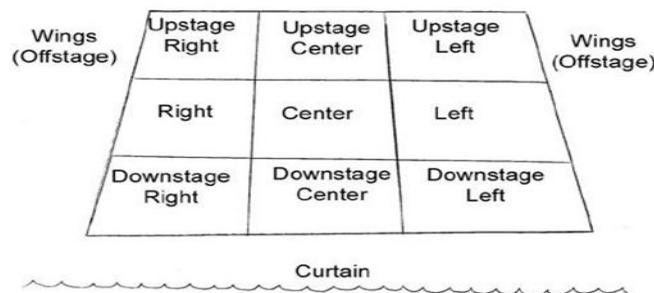 Wings
(Offstage)
Upstage
Right
Upstage
Center
Upstage
Left
Wings
(Offstage)
Right
Center
Left
Downstage
Right
Downstage
Center
Downstage
Left
Curtain